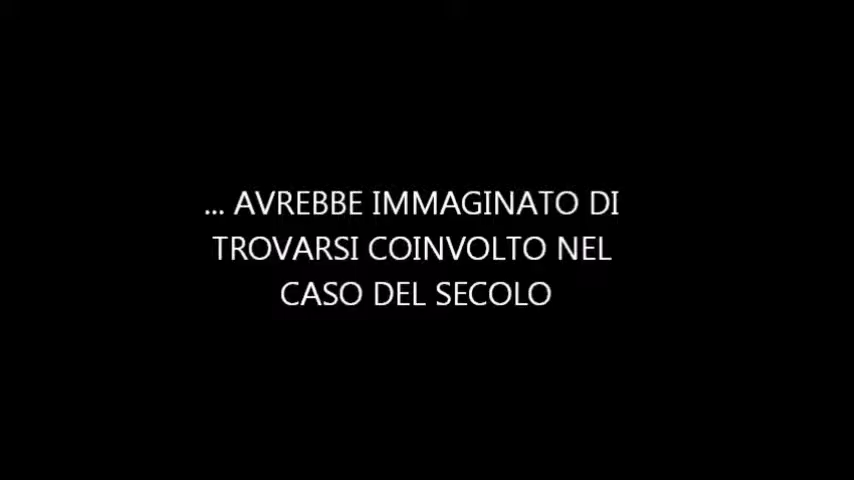 ... AVREBBE IMMAGINATO DI
TROVARSI COINVOLTO NEL
CASO DEL SECOLO